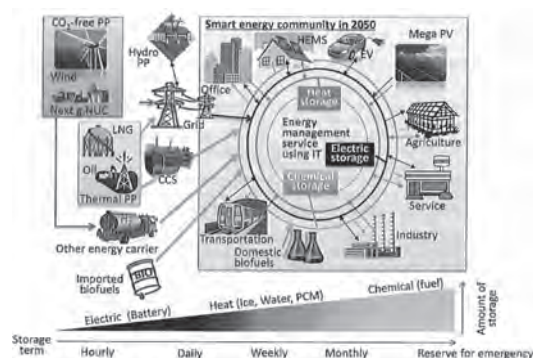 CO₂-free PP
Wind
Next g.NUC
Hydro
PP
Smart energy community in 2050
HEMS
EV
Mega PV
Office
Grid
LNG
Oil
Thermal PP
CCS
Heat
storage
Energy
management
service
using IT
Electric
storage
Chemical
storage
Agriculture
Service
Industry
Transportation
Domestic
biofuels
Other energy carrier
BIO
Imported
biofuels
Electric (Battery)
Heat (Ice, Water, PCM)
Chemical (fuel)
Amount of
storage
Storage
term
Hourly
Daily
Weekly
Monthly
Reserve for emergency